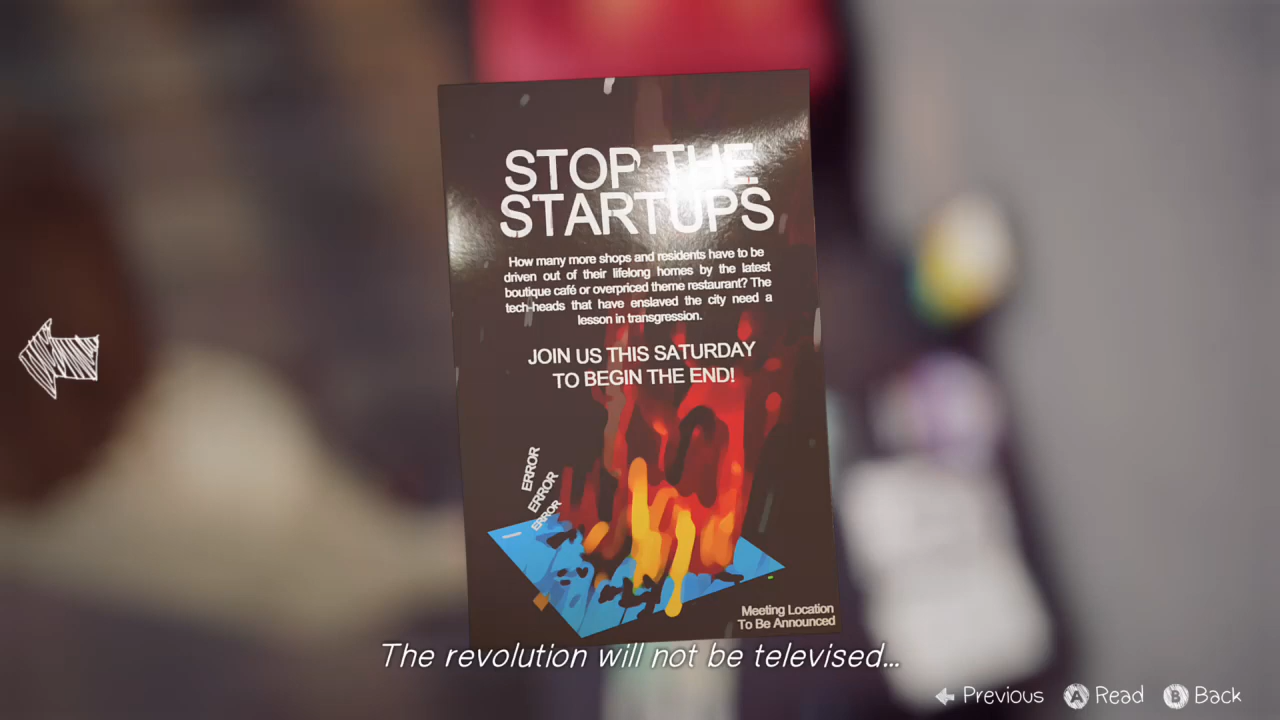 STOP THE
STARTUPS
How many more shops and residents have to be
driven out of their lifelong homes by the latest
boutique café or overpriced theme restaurant? The
tech-heads that have enslaved the city need a
lesson in transgression.
JOIN US THIS SATURDAY
TO BEGIN THE END!
ERROR
ERROR
ERROR
Meeting Location
To Be Announced
The revolution will not be televised...
Previous A Read B Back